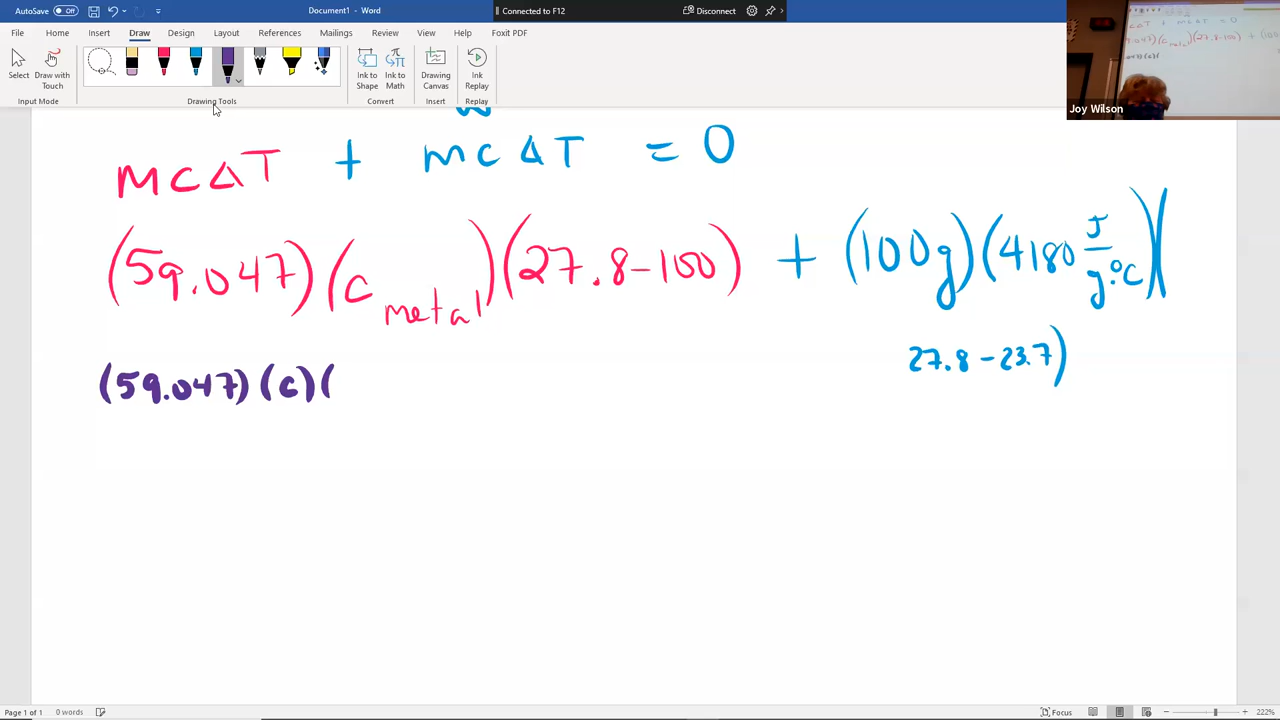 AutoSave Off Document1 - Word Connected to F12 Disconnect
File Home Insert Draw Design Layout References Mailings Review View Help Foxit PDF
Select Draw with Touch Ink to Shape Ink to Math Drawing Canvas Ink Replay
Input Mode Drawing Tools Convert Insert Replay
Joy Wilson
mcΔT + mcΔT = 0
(59.047)(c metal)(27.8-100) + (100g)(4180 J/g·°C)(
27.8-23.7)
(59.047)(c)(
Page 1 of 1 0 words Focus 222%